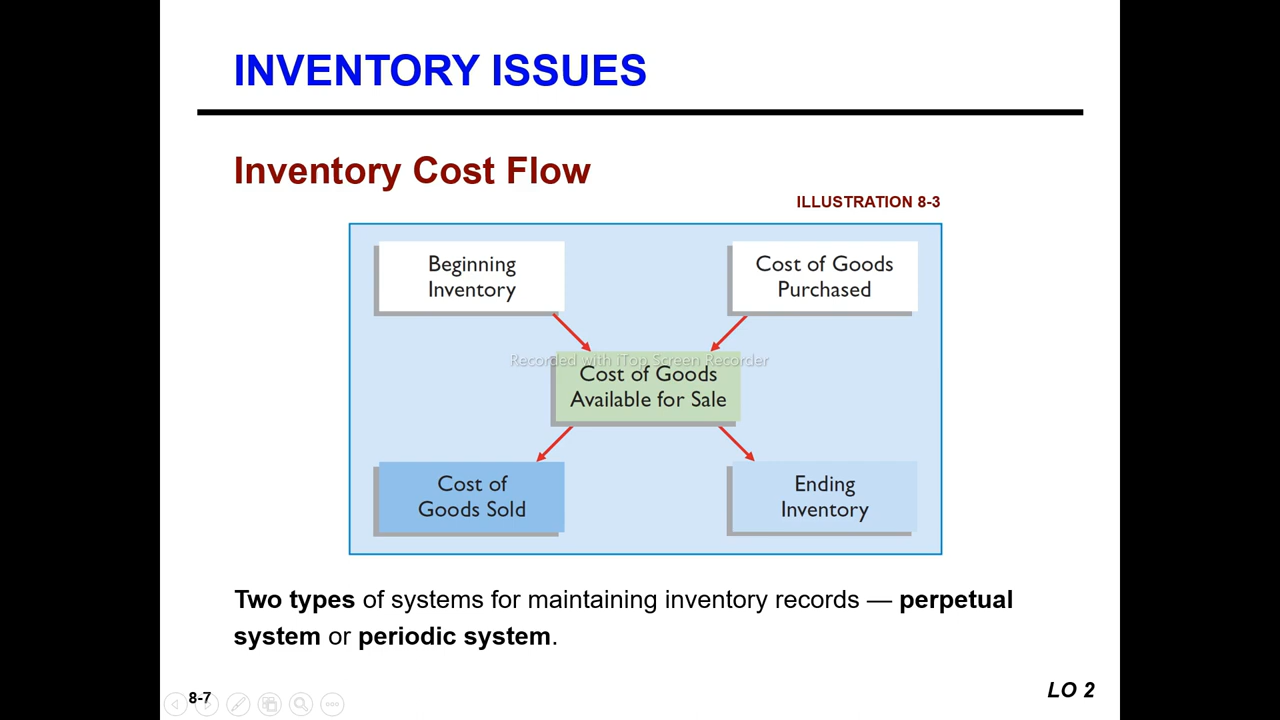 INVENTORY ISSUES
Inventory Cost Flow
ILLUSTRATION 8-3
Beginning
Inventory
Cost of Goods
Purchased
Recorded with iTop Screen Recorder
Cost of Goods
Available for Sale
Cost of
Goods Sold
Ending
Inventory
Two types of systems for maintaining inventory records — perpetual
system or periodic system.
8-7
LO 2